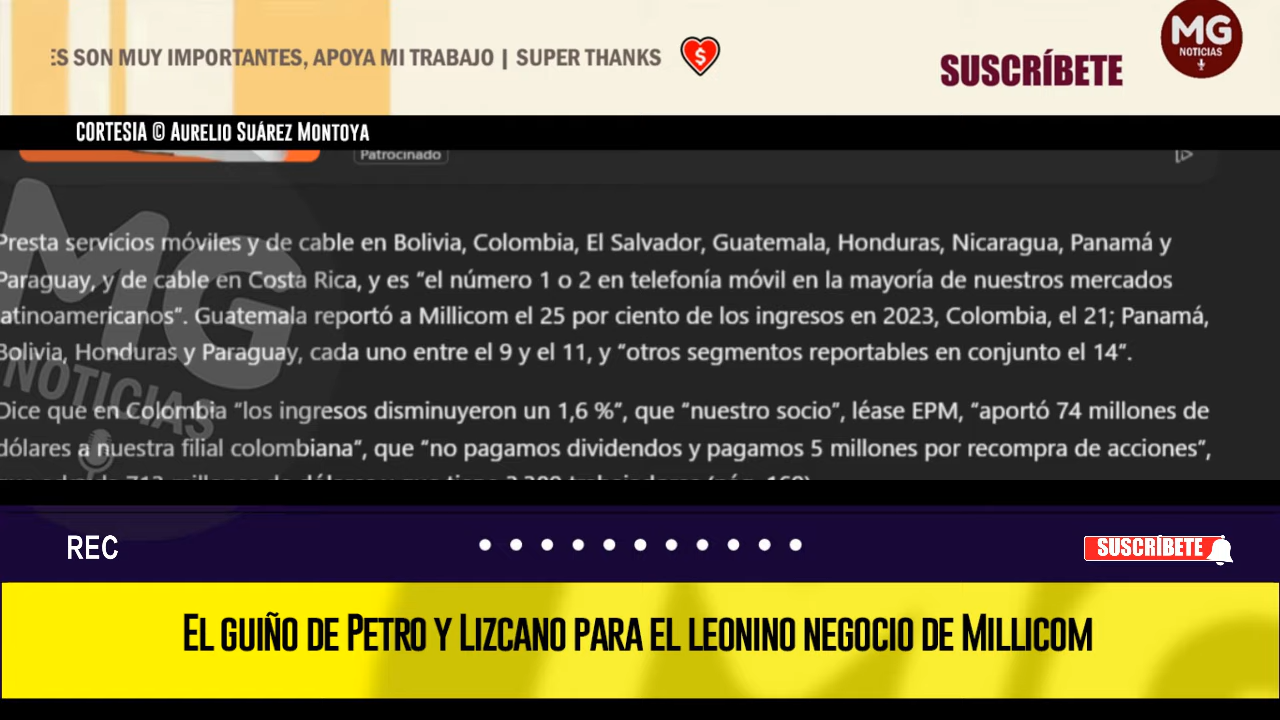 ES SON MUY IMPORTANTES, APOYA MI TRABAJO | SUPER THANKS
SUSCRÍBETE
MG
NOTICIAS
CORTESIA © AURELIO SUÁREZ MONTOYA
Patrocinado
Presta servicios móviles y de cable en Bolivia, Colombia, El Salvador, Guatemala, Honduras, Nicaragua, Panamá y
Paraguay, y de cable en Costa Rica, y es “el número 1 o 2 en telefonía móvil en la mayoría de nuestros mercados
atinoamericanos”. Guatemala reportó a Millicom el 25 por ciento de los ingresos en 2023, Colombia, el 21; Panamá,
Bolivia, Honduras y Paraguay, cada uno entre el 9 y el 11, y “otros segmentos reportables en conjunto el 14”.
Dice que en Colombia “los ingresos disminuyeron un 1,6 %”, que “nuestro socio”, léase EPM, “aportó 74 millones de
dólares a nuestra filial colombiana”, que “no pagamos dividendos y pagamos 5 millones por recompra de acciones”,
MG
NOTICIAS
REC
SUSCRÍBETE
EL GUIÑO DE PETRO Y LIZCANO PARA EL LEONINO NEGOCIO DE MILLICOM